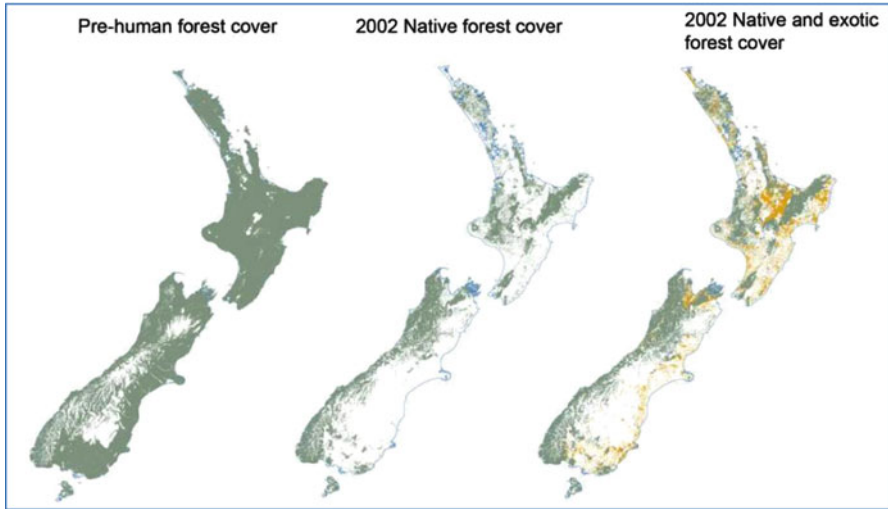 Pre-human forest cover
2002 Native forest cover
2002 Native and exotic
forest cover